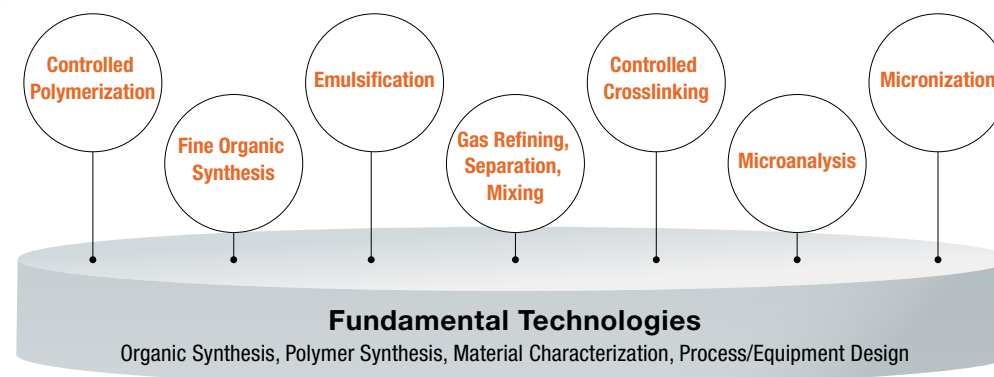 Controlled
Polymerization
Fine Organic
Synthesis
Emulsification
Gas Refining,
Separation,
Mixing
Controlled
Crosslinking
Microanalysis
Micronization
Fundamental Technologies
Organic Synthesis, Polymer Synthesis, Material Characterization, Process/Equipment Design